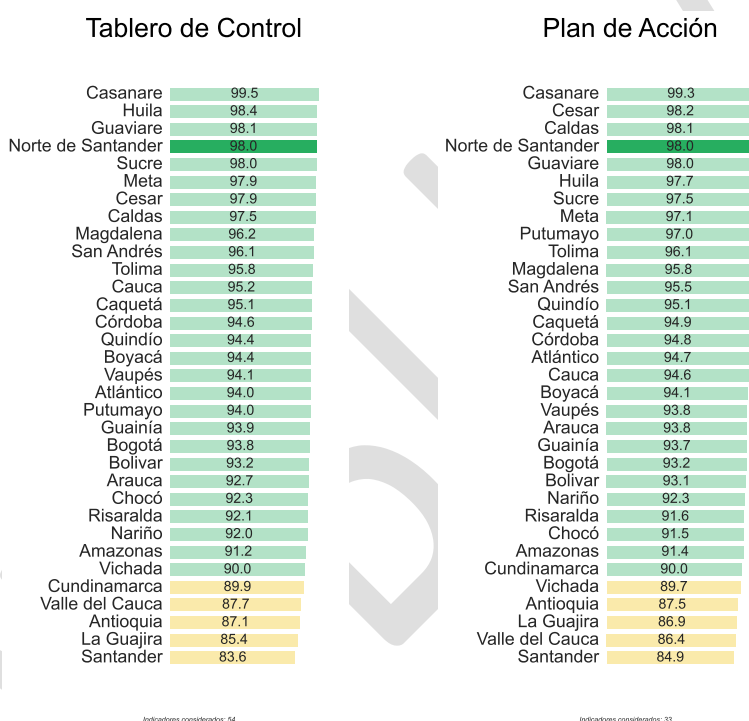 Tablero de Control
Casanare 99.5
Huila 98.4
Guaviare 98.1
Norte de Santander 98.0
Sucre 98.0
Meta 97.9
Cesar 97.9
Caldas 97.5
Magdalena 96.2
San Andrés 96.1
Tolima 95.8
Cauca 95.2
Caquetá 95.1
Córdoba 94.6
Quindío 94.4
Boyacá 94.4
Vaupés 94.1
Atlántico 94.0
Putumayo 94.0
Guainía 93.9
Bogotá 93.8
Bolivar 93.2
Arauca 92.7
Chocó 92.3
Risaralda 92.1
Nariño 92.0
Amazonas 91.2
Vichada 90.0
Cundinamarca 89.9
Valle del Cauca 87.7
Antioquia 87.1
La Guajira 85.4
Santander 83.6
Indicadores considerados: 54
Plan de Acción
Casanare 99.3
Cesar 98.2
Caldas 98.1
Norte de Santander 98.0
Guaviare 98.0
Huila 97.7
Sucre 97.5
Meta 97.1
Putumayo 97.0
Tolima 96.1
Magdalena 95.8
San Andrés 95.5
Quindío 95.1
Caquetá 94.9
Córdoba 94.8
Atlántico 94.7
Cauca 94.6
Boyacá 94.1
Vaupés 93.8
Arauca 93.8
Guainía 93.7
Bogotá 93.2
Bolivar 93.1
Nariño 92.3
Risaralda 91.6
Chocó 91.5
Amazonas 91.4
Cundinamarca 90.0
Vichada 89.7
Antioquia 87.5
La Guajira 86.9
Valle del Cauca 86.4
Santander 84.9
Indicadores considerados: 33